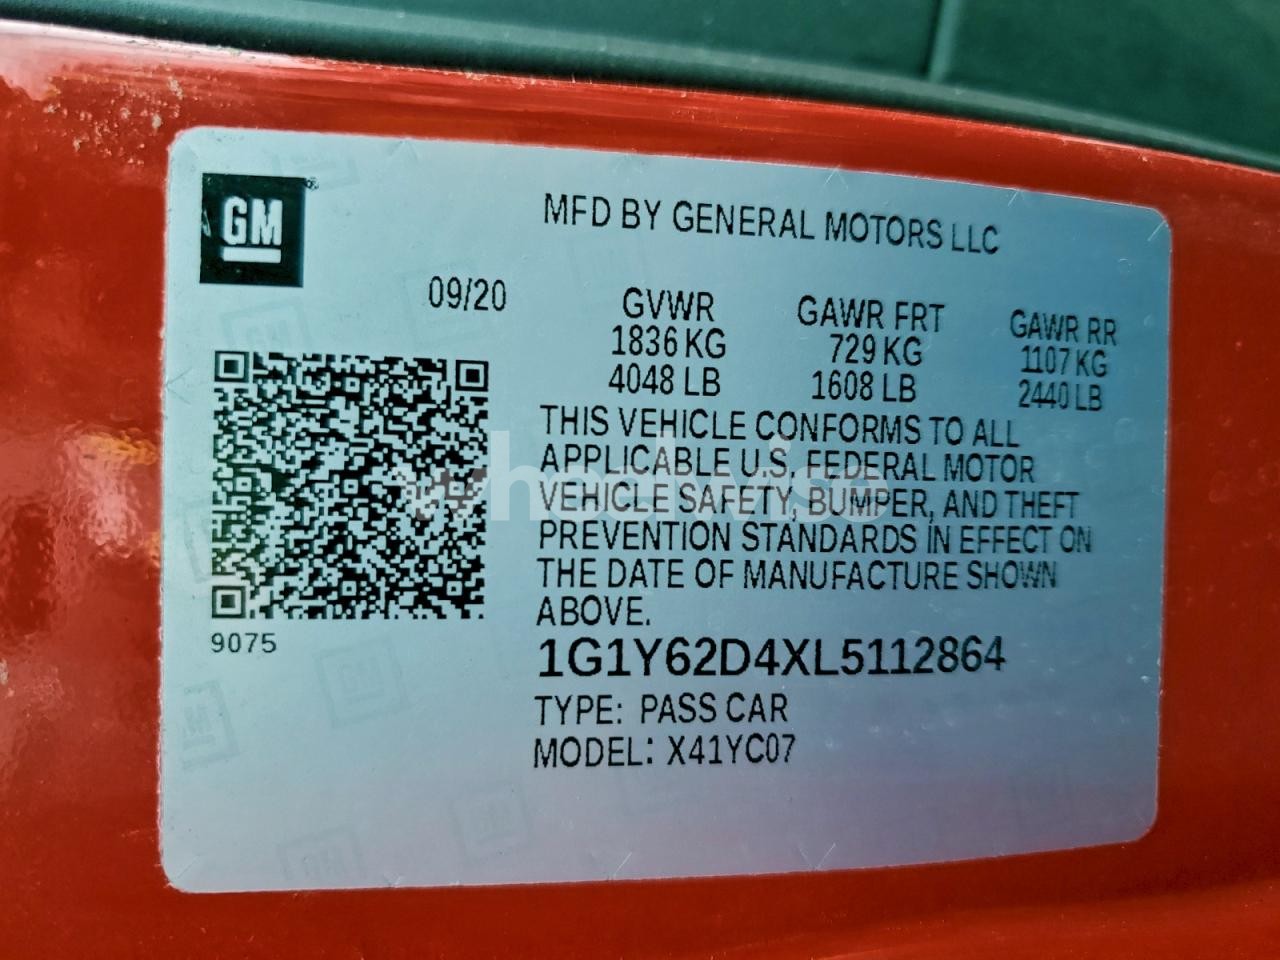 GM
MFD BY GENERAL MOTORS LLC
09/20 GVWR GAWR FRT GAWR RR
1836 KG 729 KG 1107 KG
4048 LB 1608 LB 2440 LB
THIS VEHICLE CONFORMS TO ALL
APPLICABLE U.S. FEDERAL MOTOR
VEHICLE SAFETY, BUMPER, AND THEFT
PREVENTION STANDARDS IN EFFECT ON
THE DATE OF MANUFACTURE SHOWN
ABOVE.
9075
1G1Y62D4XL5112864
TYPE: PASS CAR
MODEL: X41YC07